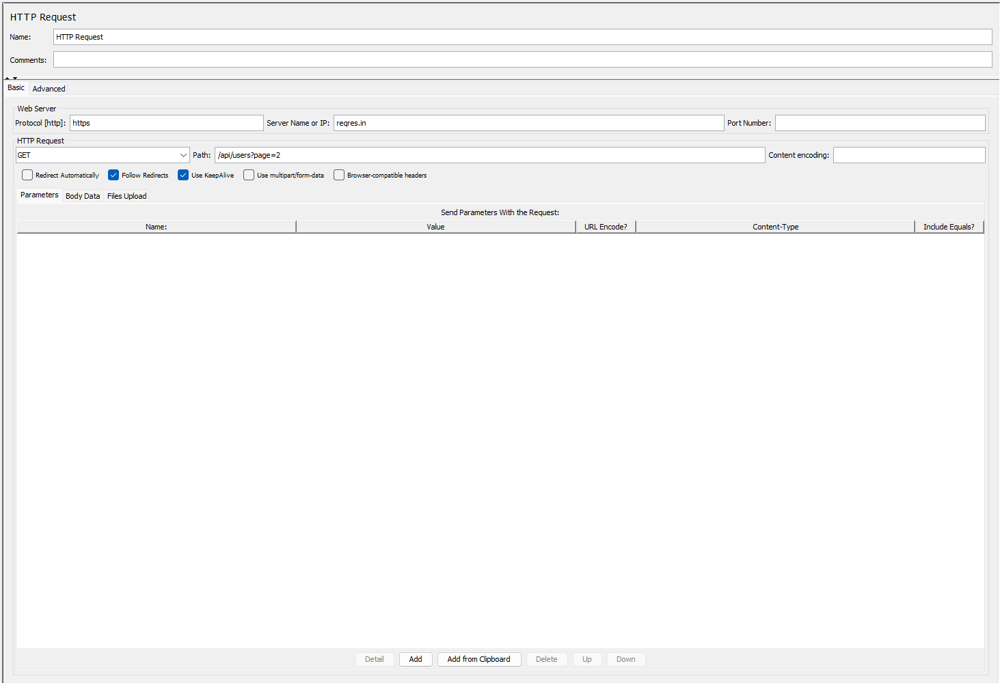 HTTP Request
Name: HTTP Request
Comments:
Basic Advanced
Web Server
Protocol [http]: https Server Name or IP: reqres.in Port Number:
HTTP Request
GET Path: /api/users?page=2 Content encoding:
Redirect Automatically Follow Redirects Use KeepAlive Use multipart/form-data Browser-compatible headers
Parameters Body Data Files Upload
Send Parameters With the Request:
Name: Value URL Encode? Content-Type Include Equals?
Detail Add Add from Clipboard Delete Up Down